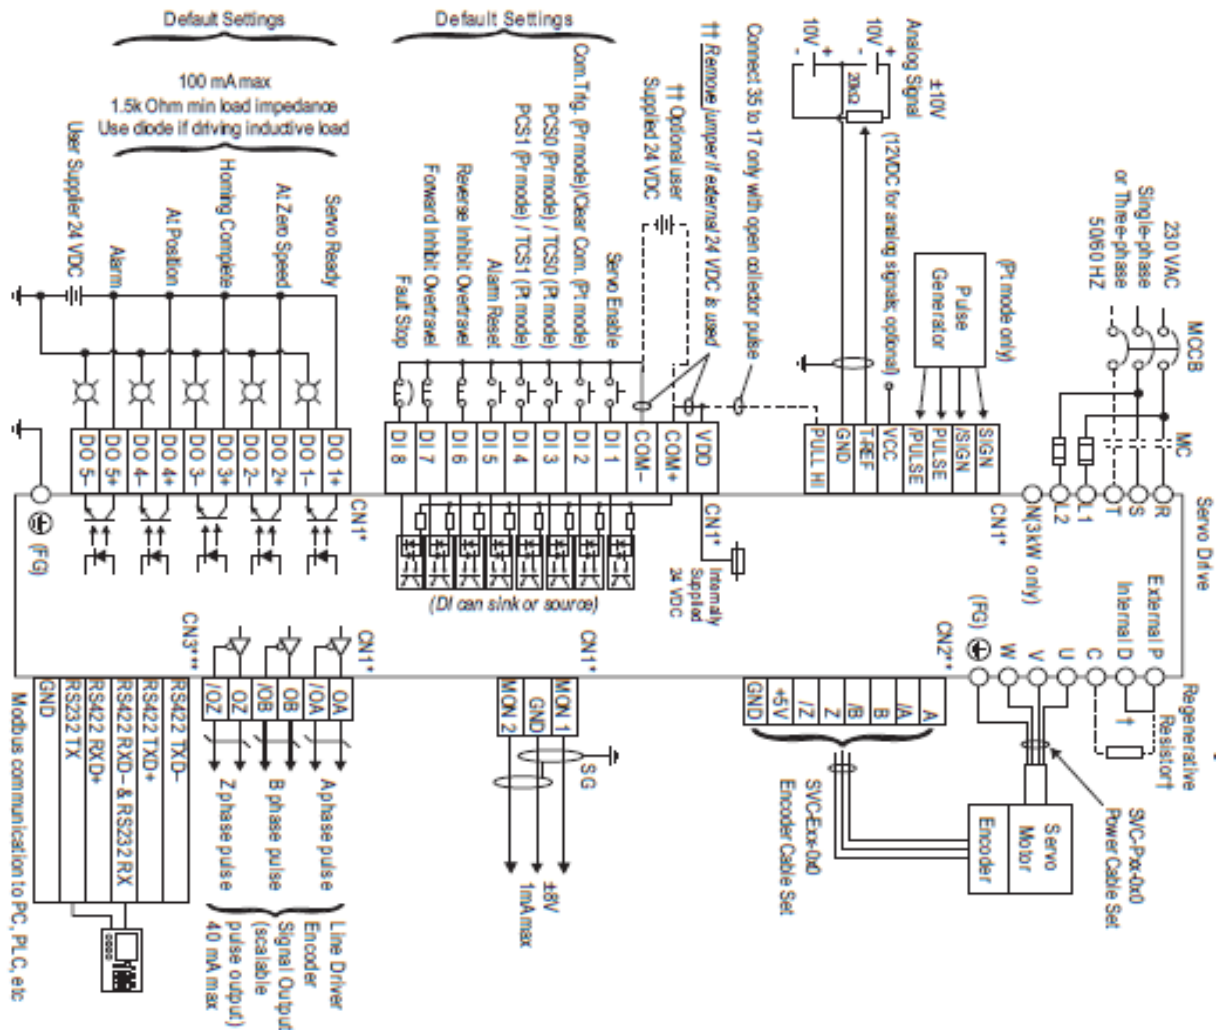 Servo Drive
230 VAC
Single-phase
or Three-phase
50/60 HZ
MCCB
MC
R
S
T
L1
L2
N(3kW only)
External P
Internal D
C
Regenerative
Resistor†
†
U
V
W
(FG)
SVC-Pxx-0x0
Power Cable Set
Servo
Motor
Encoder
CN2**
A
/A
B
/B
Z
/Z
+5V
GND
SVC-Exx-0x0
Encoder Cable Set
(Pt mode only)
Pulse
Generator
CN1*
SIGN
/SIGN
PULSE
/PULSE
VCC
T-REF
GND
PULL HI
±10V
Analog Signal
10V
+
-
10V
+
-
20kΩ
(12VDC for analog signals; optional)
Connect 35 to 17 only with open collector pulse
†† Remove jumper if external 24 VDC is used
†† Optional user
Supplied 24 VDC
CN1*
VDD
COM+
COM-
DI 1
DI 2
DI 3
DI 4
DI 5
DI 6
DI 7
DI 8
Internally
Supplied
24 VDC
(DI can sink or source)
Default Settings
Servo Enable
Com.Trig. (Pr mode)/Clear Com. (Pt mode)
PCS0 (Pr mode) / TCS0 (Pt mode)
PCS1 (Pr mode) / TCS1 (Pt mode)
Alarm Reset
Reverse Inhibit Overtravel
Forward Inhibit Overtravel
Fault Stop
CN1*
MON 1
GND
MON 2
SG
±8V
1mA max
Default Settings
100 mA max
1.5k Ohm min load impedance
Use diode if driving inductive load
Servo Ready
At Zero Speed
Homing Complete
At Position
Alarm
User Supplier 24 VDC
CN1*
DO 1+
DO 1-
DO 2+
DO 2-
DO 3+
DO 3-
DO 4+
DO 4-
DO 5+
DO 5-
(FG)
CN1*
OA
/OA
OB
/OB
OZ
/OZ
A phase pulse
B phase pulse
Z phase pulse
Line Driver
Encoder
Signal Output
(scalable
pulse output)
40 mA max
CN3***
RS422 TXD-
RS422 TXD+
RS422 RXD- & RS232 RX
RS422 RXD+
RS232 TX
GND
Modbus communication to PC, PLC, etc